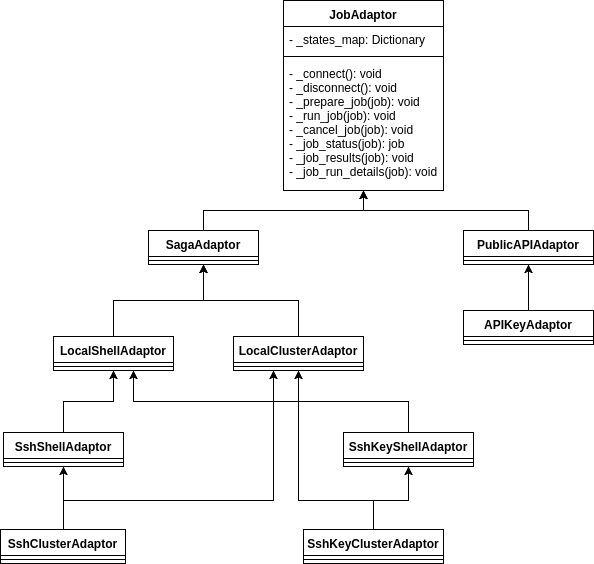 JobAdaptor
- _states_map: Dictionary
- _connect(): void
- _disconnect(): void
- _prepare_job(job): void
- _run_job(job): void
- _cancel_job(job): void
- _job_status(job): job
- _job_results(job): void
- _job_run_details(job): void
SagaAdaptor
PublicAPIAdaptor
APIKeyAdaptor
LocalShellAdaptor
LocalClusterAdaptor
SshShellAdaptor
SshKeyShellAdaptor
SshClusterAdaptor
SshKeyClusterAdaptor